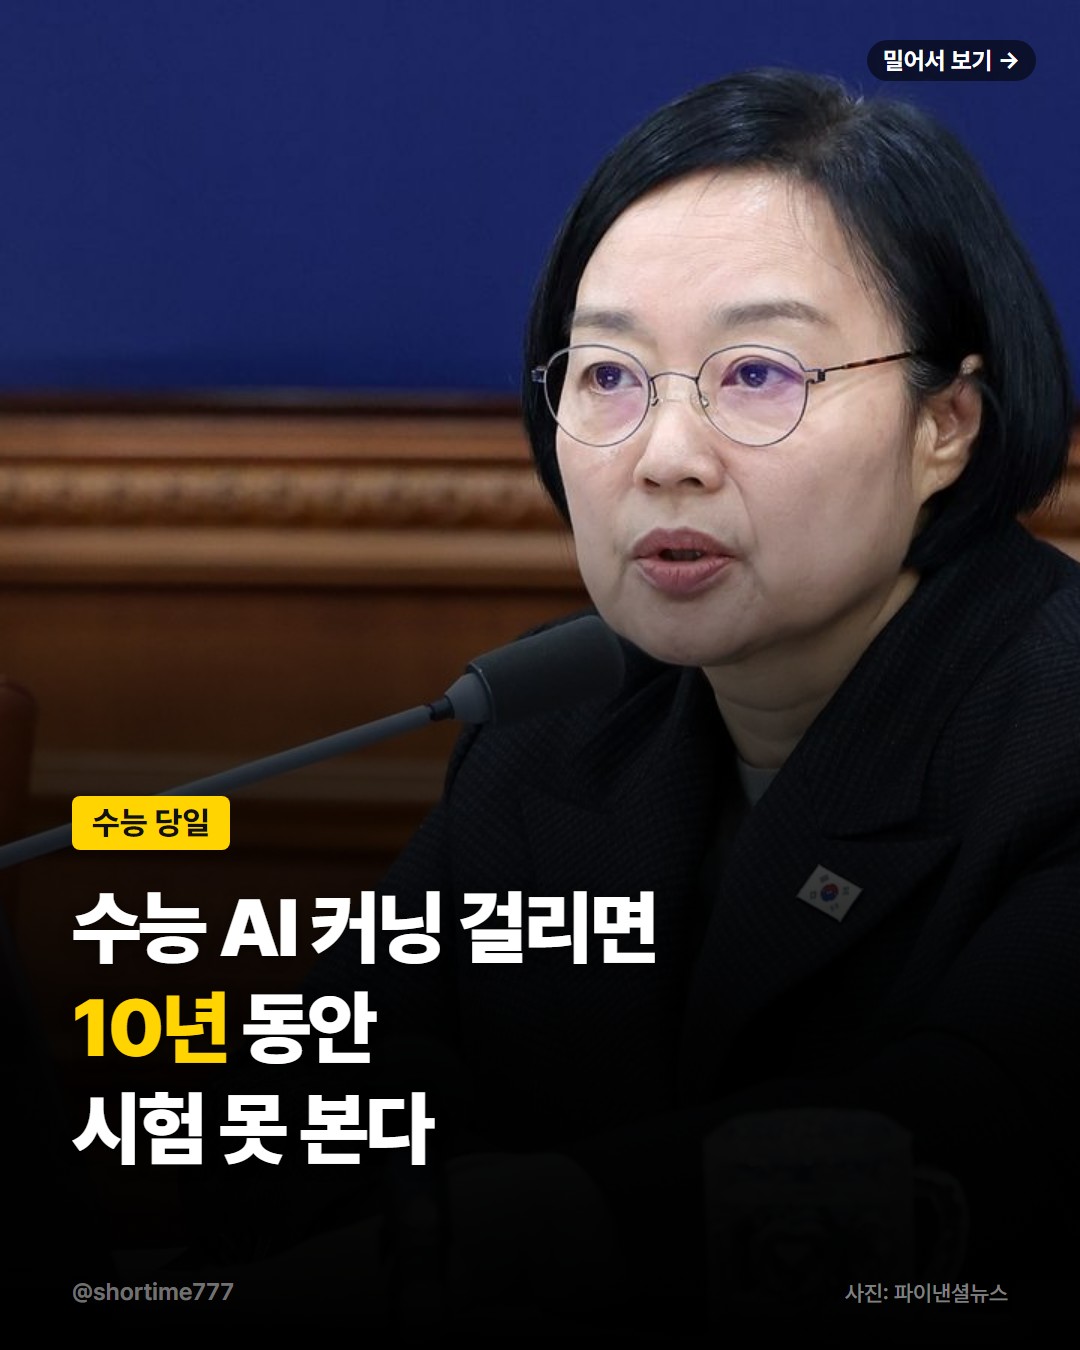 밀어서 보기 →
수능 당일
수능 AI 커닝 걸리면
10년 동안
시험 못 본다
@shortime777
사진: 파이낸셜뉴스